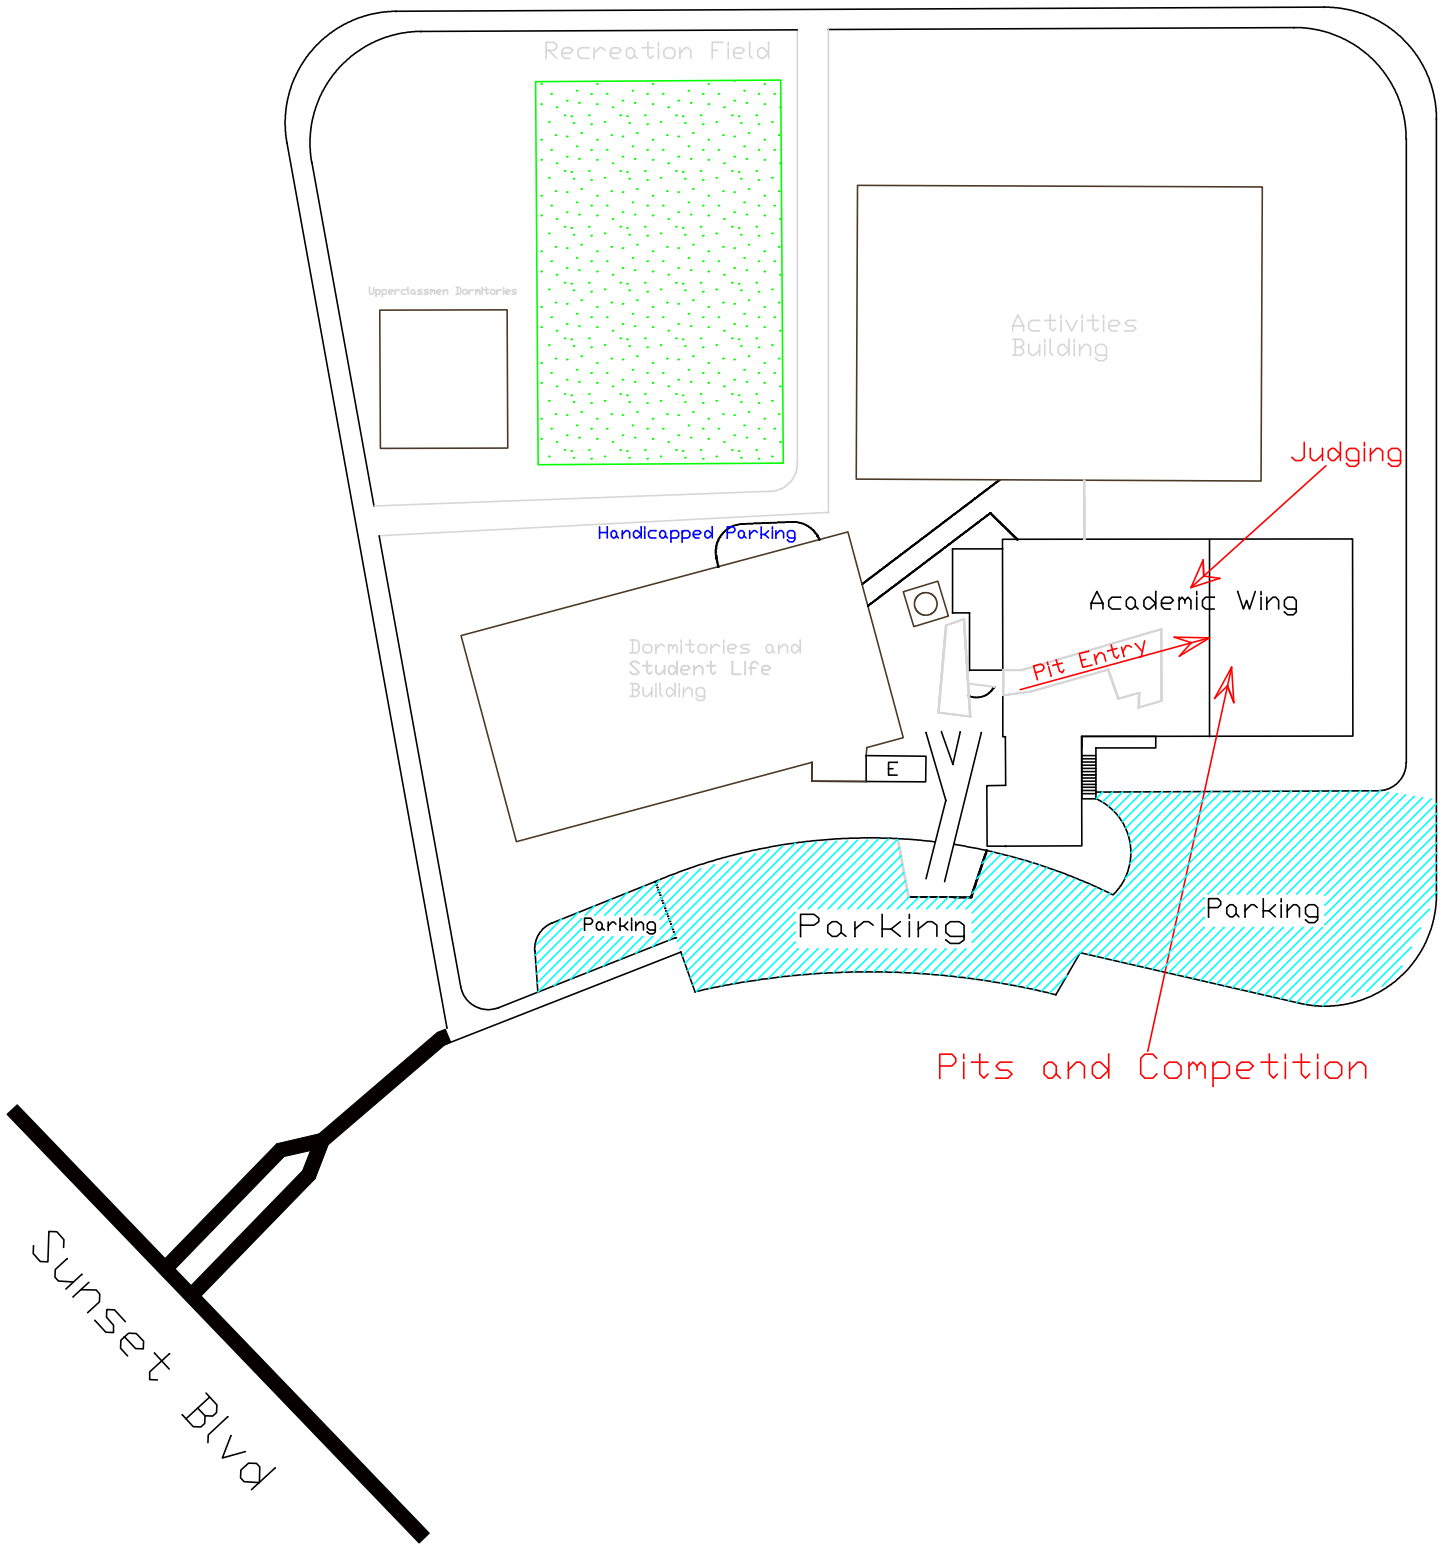 Recreation Field
Upperclassmen Dormitories
Activities
Building
Judging
Handicapped Parking
Academic Wing
Pit Entry
Dormitories and
Student Life
Building
E
Parking
Parking
Parking
Pits and Competition
Sunset Blvd